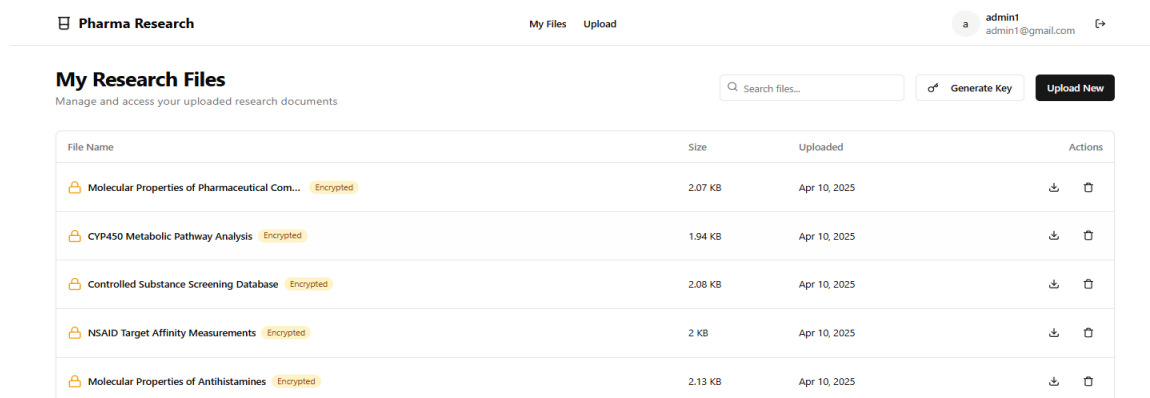 Pharma Research
My Files Upload
a admin1
admin1@gmail.com
My Research Files
Manage and access your uploaded research documents
Search files...
Generate Key
Upload New
File Name Size Uploaded Actions
Molecular Properties of Pharmaceutical Com... Encrypted 2.07 KB Apr 10, 2025
CYP450 Metabolic Pathway Analysis Encrypted 1.94 KB Apr 10, 2025
Controlled Substance Screening Database Encrypted 2.08 KB Apr 10, 2025
NSAID Target Affinity Measurements Encrypted 2 KB Apr 10, 2025
Molecular Properties of Antihistamines Encrypted 2.13 KB Apr 10, 2025